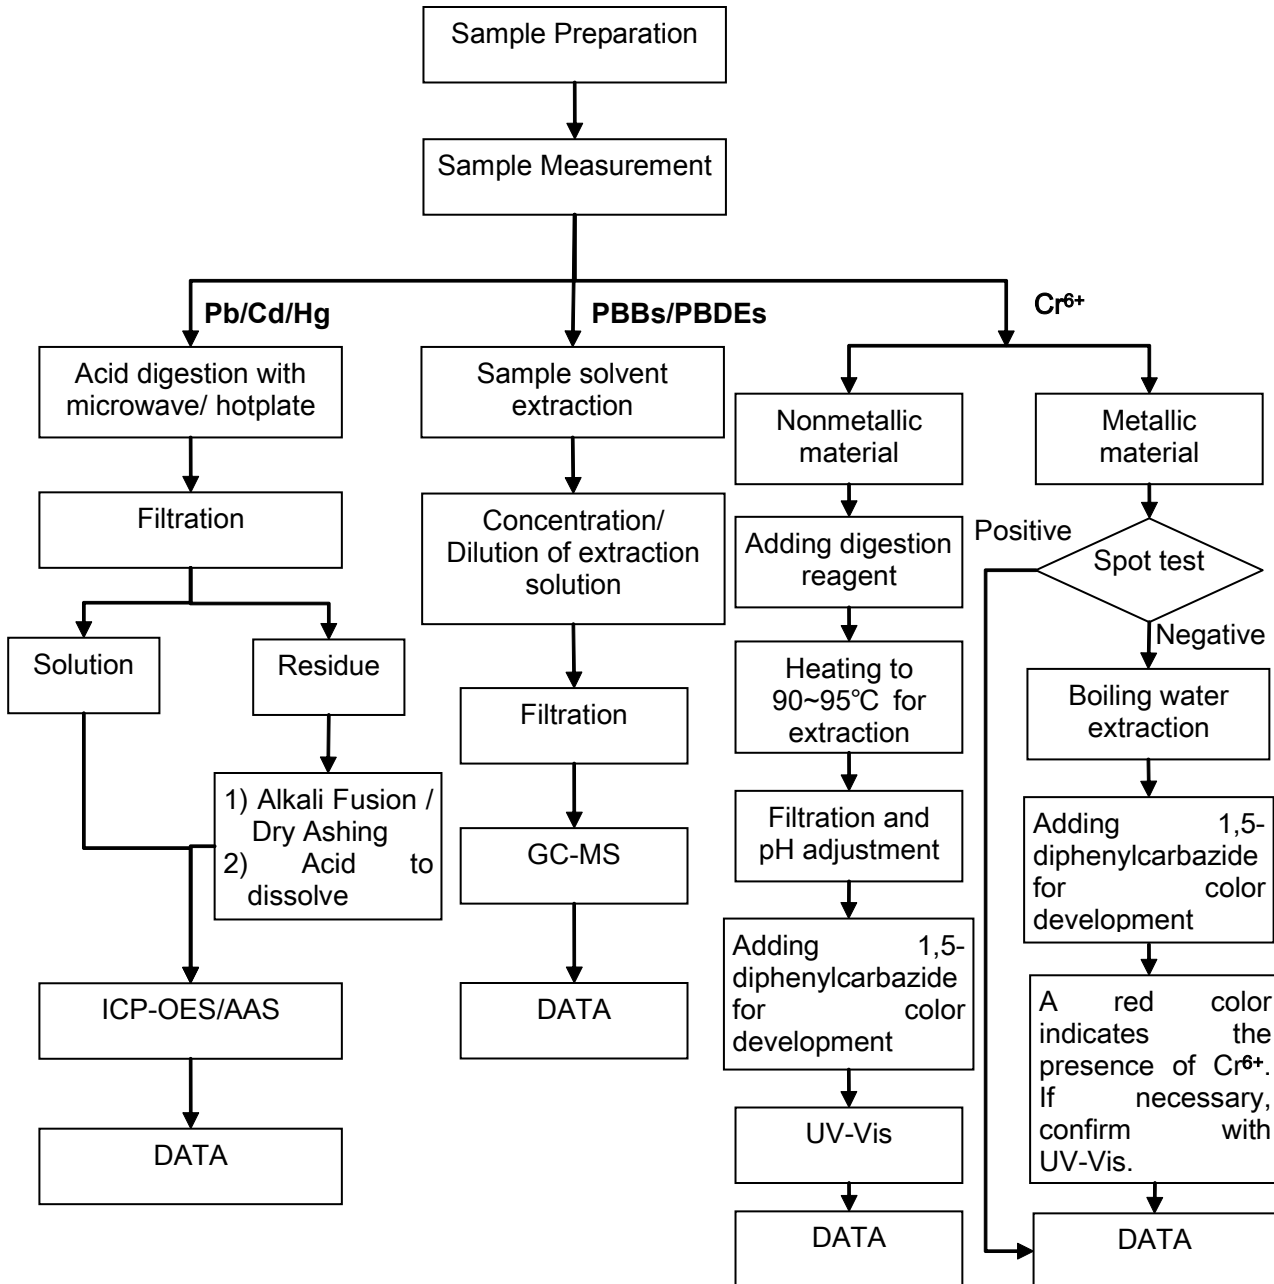 Sample Preparation
Sample Measurement
Pb/Cd/Hg
PBBs/PBDEs
Cr⁶⁺
Acid digestion with
microwave/ hotplate
Filtration
Solution
Residue
1) Alkali Fusion /
Dry Ashing
2) Acid to
dissolve
ICP-OES/AAS
DATA
Sample solvent
extraction
Concentration/
Dilution of extraction
solution
Filtration
GC-MS
DATA
Nonmetallic
material
Adding digestion
reagent
Heating to
90~95℃ for
extraction
Filtration and
pH adjustment
Adding 1,5-
diphenylcarbazide
for color
development
UV-Vis
DATA
Metallic
material
Positive
Spot test
Negative
Boiling water
extraction
Adding 1,5-
diphenylcarbazide
for color
development
A red color
indicates the
presence of Cr⁶⁺.
If necessary,
confirm with
UV-Vis.
DATA